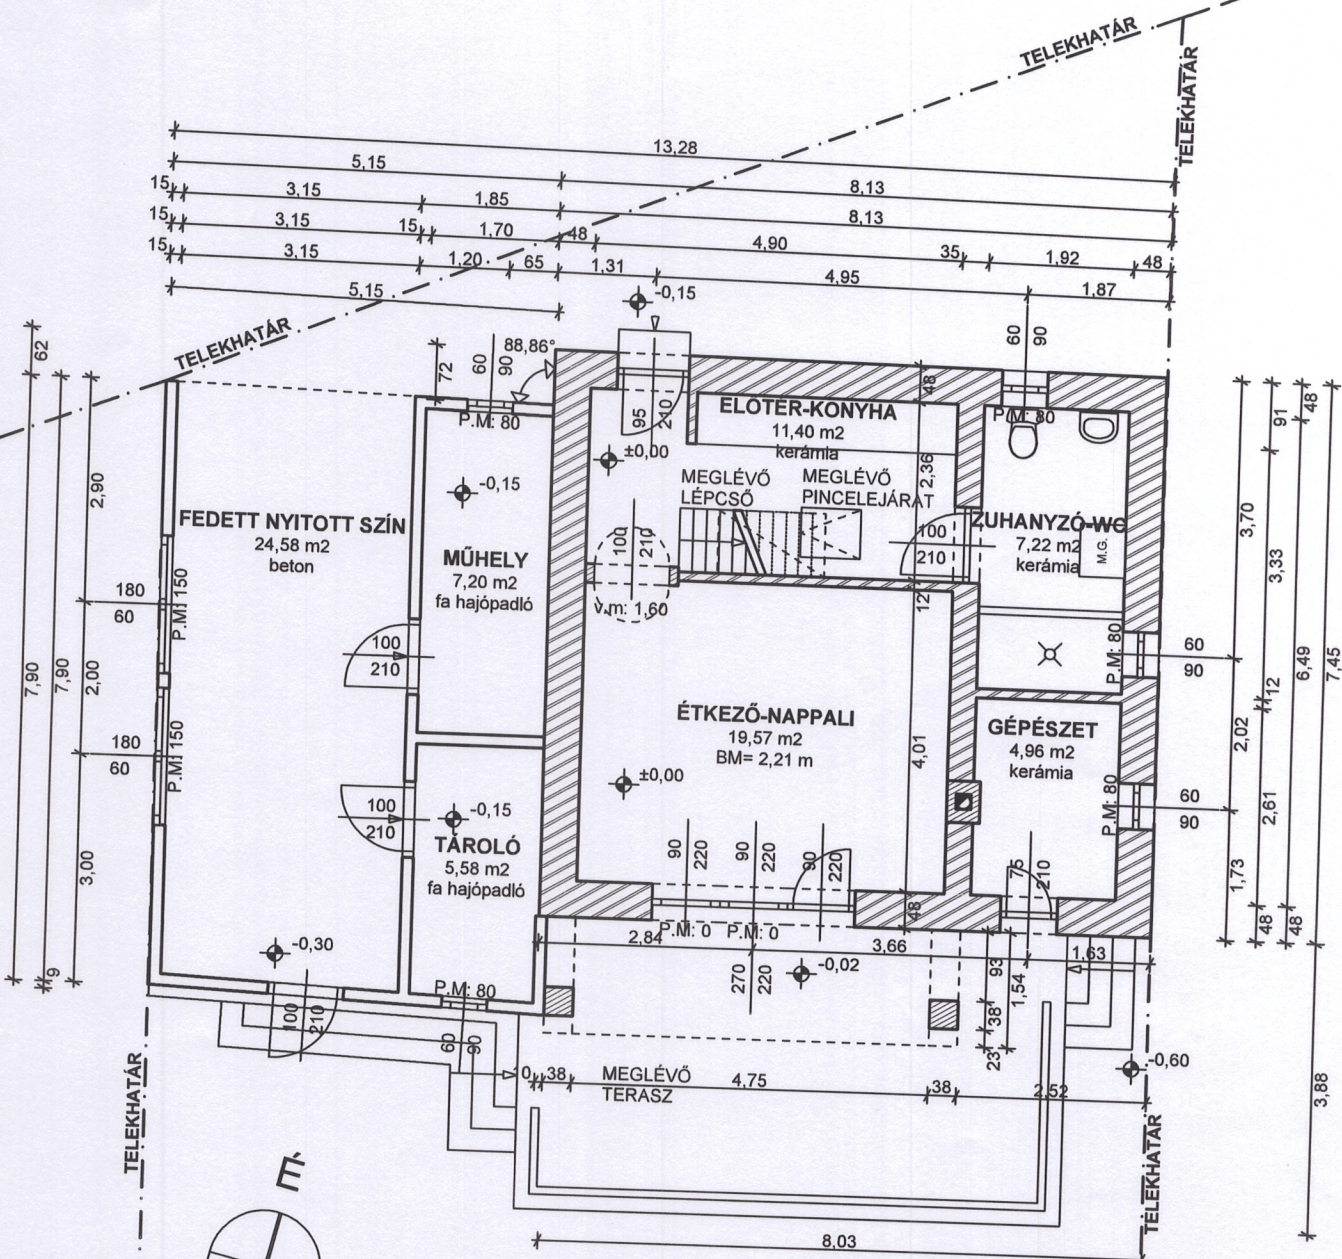 TELEKHATÁR
TELEKHATÁR
13,28
5,15
8,13
15
3,15
1,85
8,13
15
3,15
15
1,70
48
4,90
35
1,92
48
15
3,15
1,20
65
1,31
4,95
1,87
5,15
-0,15
TELEKHATÁR
88,86°
62
72
60
90
60
90
48
P.M: 80
P.M: 80
95
210
ELŐTÉR-KONYHA
11,40 m2
kerámia
±0,00
2,36
48
91
48
7,45
2,90
-0,15
MEGLÉVŐ
LÉPCSŐ
MEGLÉVŐ
PINCELEJÁRAT
FEDETT NYITOTT SZÍN
24,58 m2
beton
ZUHANYZÓ-WC
7,22 m2
kerámia
M.G.
100
210
100
210
3,70
3,33
MŰHELY
7,20 m2
fa hajópadló
180
60
P.M: 150
v.m: 1,60
12
100
210
P.M: 80
60
90
7,90
7,90
2,00
6,49
12
ÉTKEZŐ-NAPPALI
19,57 m2
BM= 2,21 m
4,01
GÉPÉSZET
4,96 m2
kerámia
2,02
180
60
P.M: 150
±0,00
100
210
-0,15
P.M: 80
60
90
2,61
TÁROLÓ
5,58 m2
fa hajópadló
3,00
90
220
90
220
90
220
75
210
1,73
48
48
48
P.M: 0
P.M: 0
-0,30
2,84
3,66
1,63
9
270
220
-0,02
93
1,54
P.M: 80
38
23
100
210
60
90
0
38
MEGLÉVŐ
TERASZ
4,75
38
2,52
-0,60
3,88
TELEKHATÁR
TELEKHATÁR
É
8,03